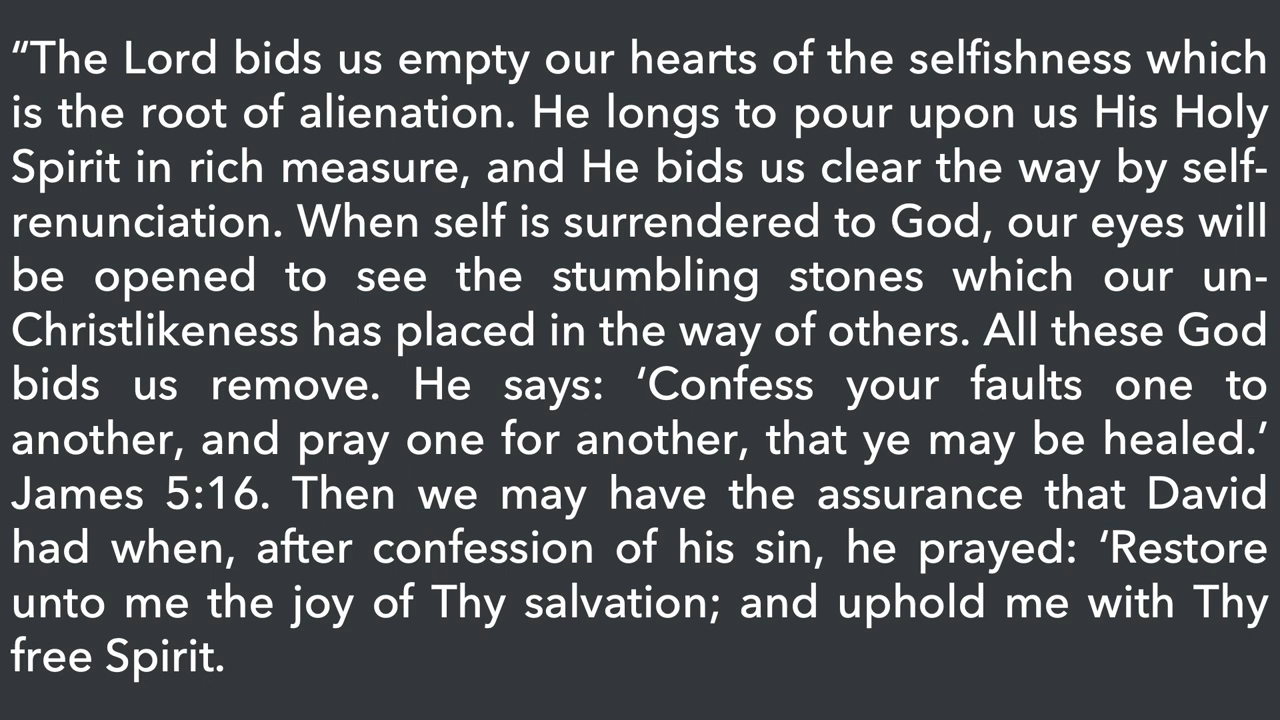 “The Lord bids us empty our hearts of the selfishness which
is the root of alienation. He longs to pour upon us His Holy
Spirit in rich measure, and He bids us clear the way by self-
renunciation. When self is surrendered to God, our eyes will
be opened to see the stumbling stones which our un-
Christlikeness has placed in the way of others. All these God
bids us remove. He says: ‘Confess your faults one to
another, and pray one for another, that ye may be healed.’
James 5:16. Then we may have the assurance that David
had when, after confession of his sin, he prayed: ‘Restore
unto me the joy of Thy salvation; and uphold me with Thy
free Spirit.